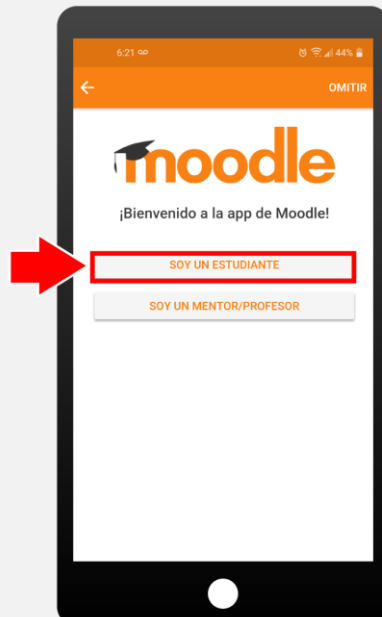 6:21 44%
OMITIR
moodle
¡Bienvenido a la app de Moodle!
SOY UN ESTUDIANTE
SOY UN MENTOR/PROFESOR